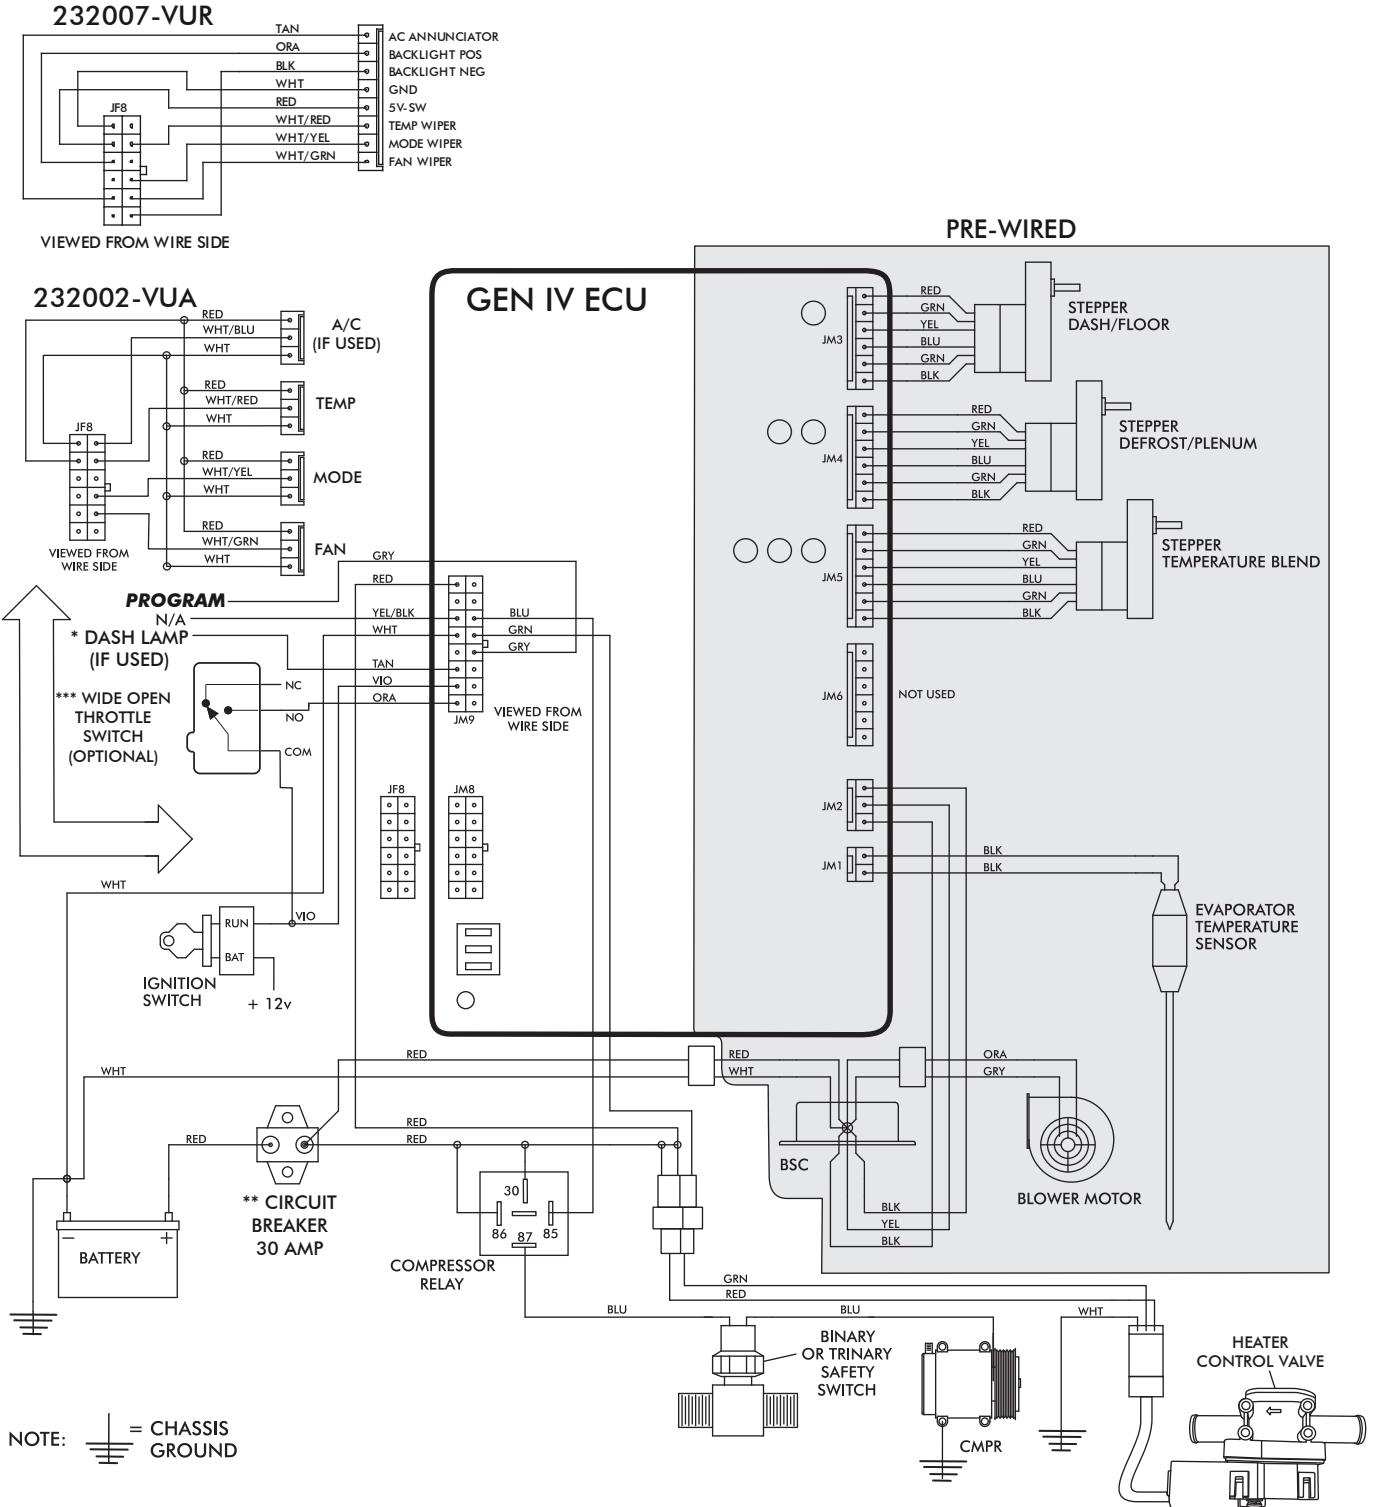 232007-VUR
TAN
AC ANNUNCIATOR
ORA
BACKLIGHT POS
BLK
BACKLIGHT NEG
WHT
GND
RED
5V-SW
WHT/RED
TEMP WIPER
WHT/YEL
MODE WIPER
WHT/GRN
FAN WIPER
JF8
VIEWED FROM WIRE SIDE
232002-VUA
RED
WHT/BLU
WHT
A/C
(IF USED)
RED
WHT/RED
WHT
TEMP
JF8
RED
WHT/YEL
WHT
MODE
RED
WHT/GRN
WHT
FAN
VIEWED FROM
WIRE SIDE
GEN IV ECU
PRE-WIRED
JM3
RED
GRN
YEL
BLU
GRN
BLK
STEPPER
DASH/FLOOR
JM4
RED
GRN
YEL
BLU
GRN
BLK
STEPPER
DEFROST/PLENUM
JM5
RED
GRN
YEL
BLU
GRN
BLK
STEPPER
TEMPERATURE BLEND
JM6
NOT USED
JM2
JM1
BLK
BLK
EVAPORATOR
TEMPERATURE
SENSOR
GRY
RED
PROGRAM
N/A
YEL/BLK
WHT
* DASH LAMP
(IF USED)
TAN
VIO
ORA
BLU
GRN
GRY
JM9
VIEWED FROM
WIRE SIDE
*** WIDE OPEN
THROTTLE
SWITCH
(OPTIONAL)
NC
NO
COM
JF8
JM8
WHT
RUN
VIO
BAT
IGNITION
SWITCH
+ 12v
RED
RED
WHT
WHT
ORA
GRY
BSC
BLOWER MOTOR
BLK
YEL
BLK
RED
RED
RED
** CIRCUIT
BREAKER
30 AMP
BATTERY
−
+
30
86
87
85
COMPRESSOR
RELAY
GRN
RED
BLU
BLU
WHT
BINARY
OR TRINARY
SAFETY
SWITCH
CMPR
HEATER
CONTROL VALVE
NOTE:
= CHASSIS
GROUND